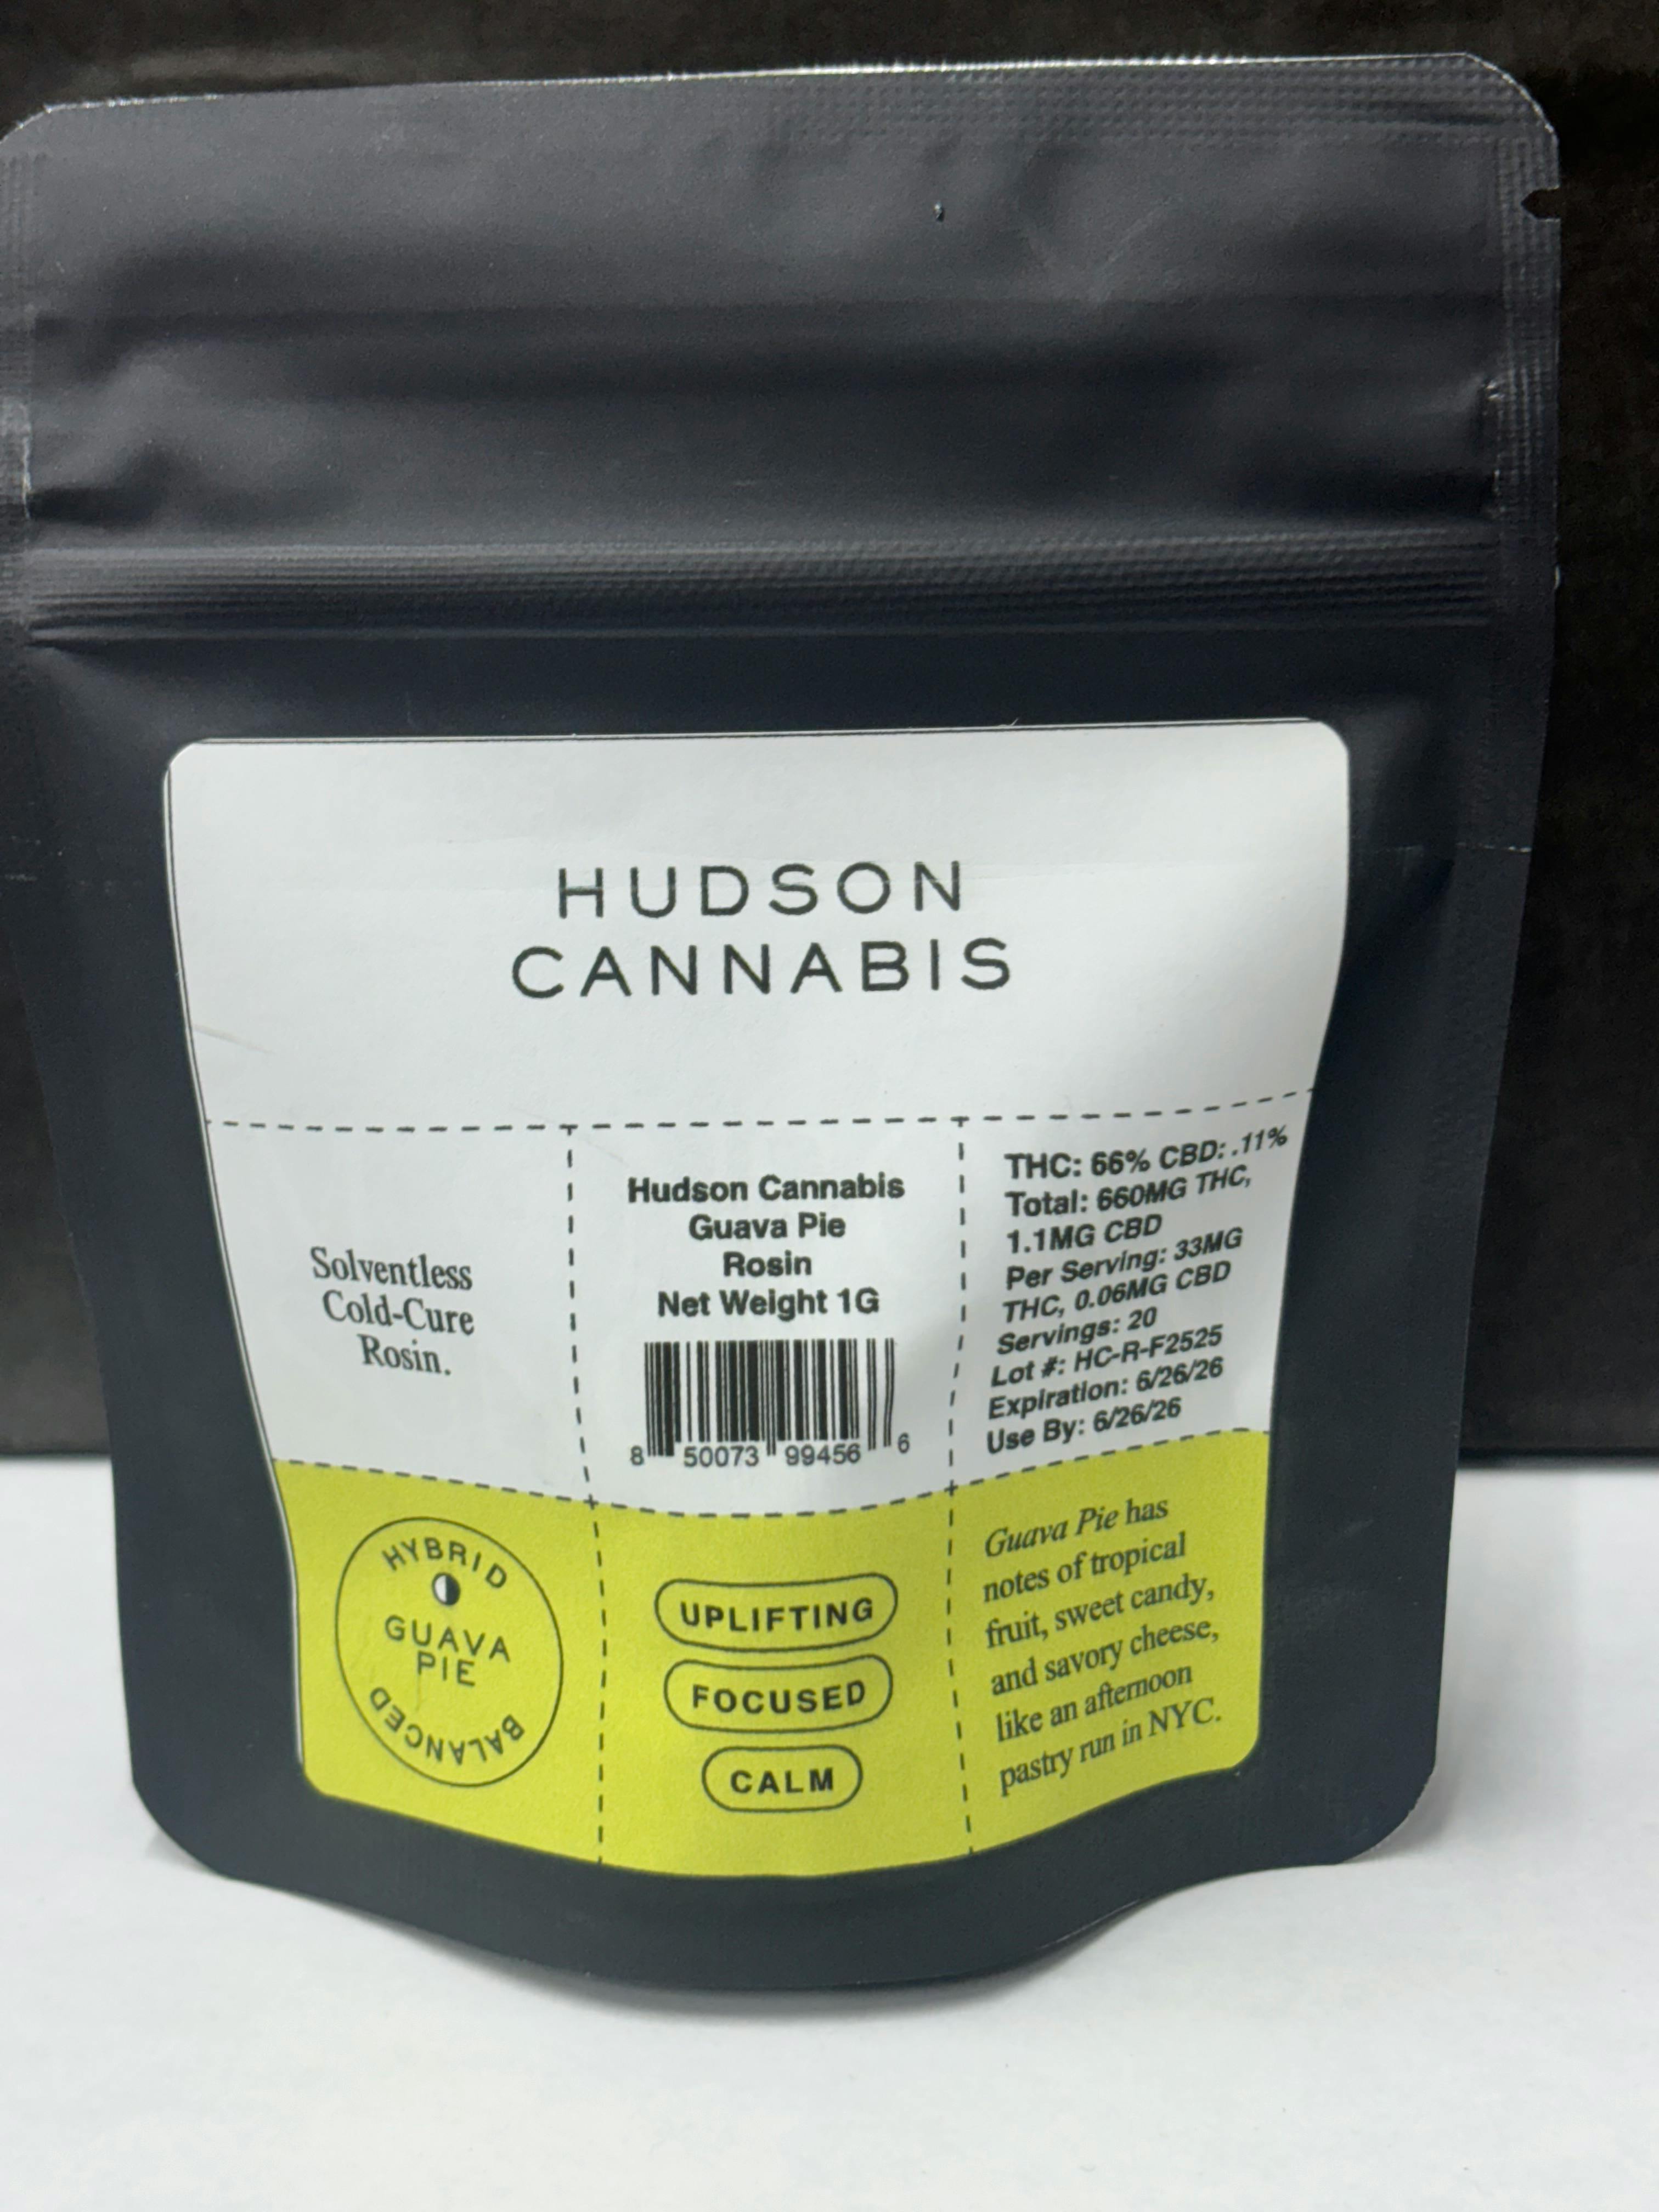 HUDSON
CANNABIS
Solventless
Cold-Cure
Rosin.
Hudson Cannabis
Guava Pie
Rosin
Net Weight 1G
8 50073 99456 6
THC: 66% CBD: .11%
Total: 660MG THC,
1.1MG CBD
Per Serving: 33MG
THC, 0.06MG CBD
Servings: 20
Lot #: HC-R-F2525
Expiration: 6/26/26
Use By: 6/26/26
HYBRID
GUAVA
PIE
BALANCED
UPLIFTING
FOCUSED
CALM
Guava Pie has
notes of tropical
fruit, sweet candy,
and savory cheese,
like an afternoon
pastry run in NYC.